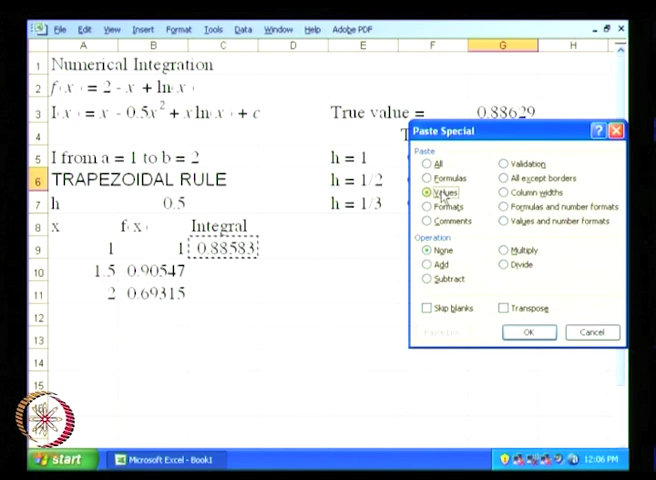 File Edit View Insert Format Tools Data Window Help Adobe PDF
A B C D E F G H
1 Numerical Integration
2 f( x ) = 2 - x + ln( x )
3 I( x ) = x - 0.5x² + x ln( x ) + c True value = 0.88629
4 T
5 I from a = 1 to b = 2 h = 1
6 TRAPEZOIDAL RULE h = 1/2
7 h 0.5 h = 1/3
8 x f( x ) Integral
9 1 1 0.88583
10 1.5 0.90547
11 2 0.69315
12
13
14
15
Paste Special
Paste
All Validation
Formulas All except borders
Values Column widths
Formats Formulas and number formats
Comments Values and number formats
Operation
None Multiply
Add Divide
Subtract
Skip blanks Transpose
OK Cancel
start Microsoft Excel - Book1 12:06 PM